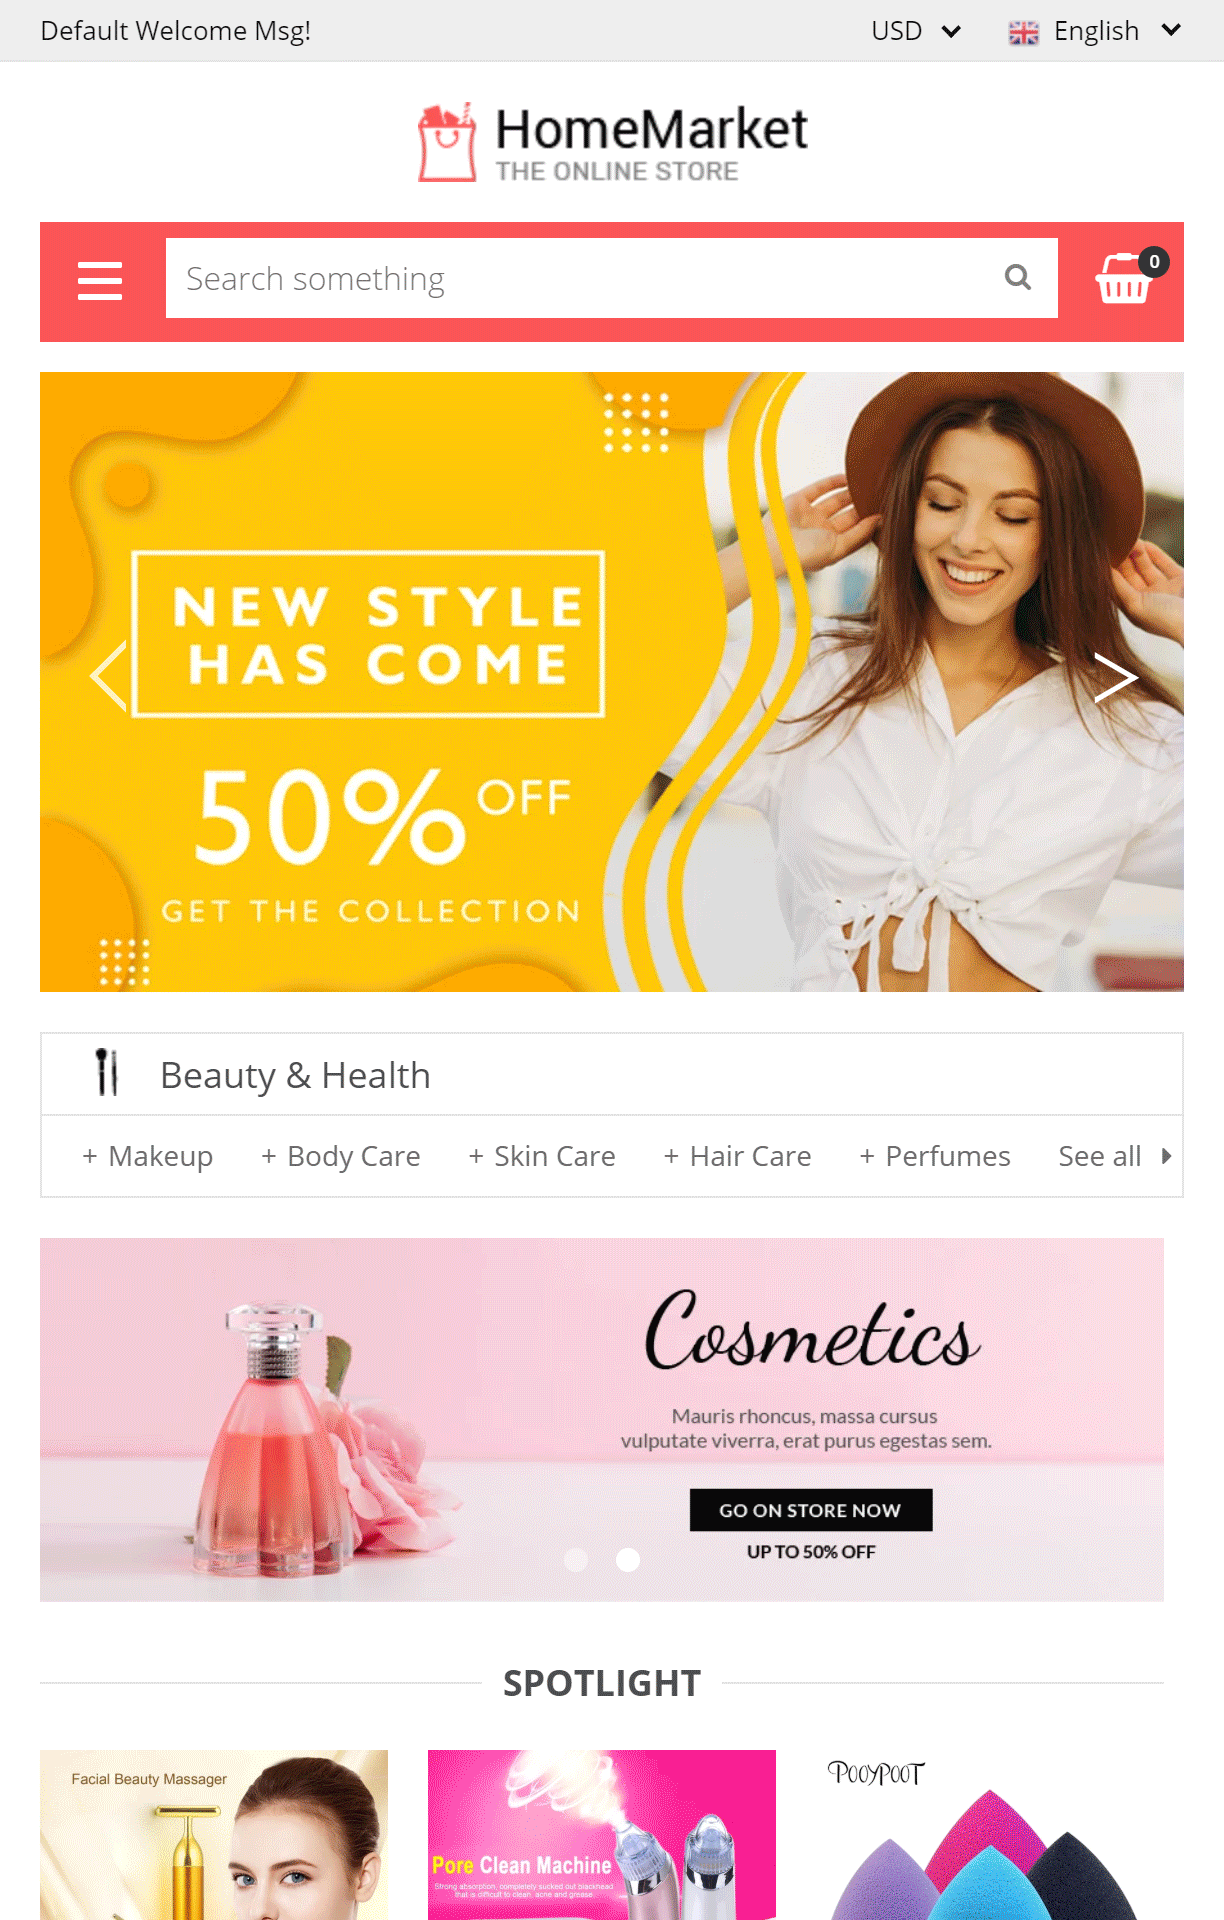 Default Welcome Msg!
USD
English
HomeMarket
THE ONLINE STORE
Search something
0
NEW STYLE
HAS COME
50% OFF
GET THE COLLECTION
Beauty & Health
+ Makeup + Body Care + Skin Care + Hair Care + Perfumes See all
Cosmetics
Mauris rhoncus, massa cursus
vulputate viverra, erat purus egestas sem.
GO ON STORE NOW
UP TO 50% OFF
SPOTLIGHT
Facial Beauty Massager
Pore Clean Machine
Strong absorption, completely sucked out blackhead
that is difficult to clean, acne and grease.
POOYPOOT